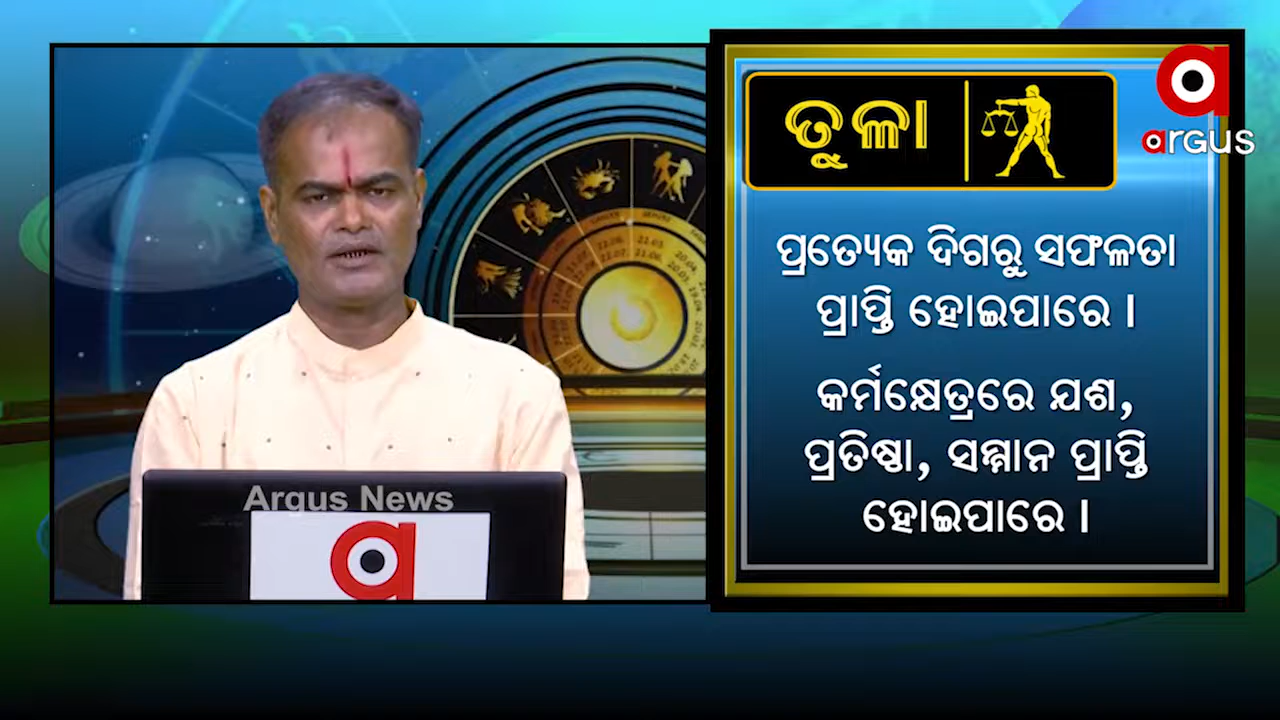 ତୁଳା
argus
ପ୍ରତ୍ୟେକ ଦିଗରୁ ସଫଳତା
ପ୍ରାପ୍ତି ହୋଇପାରେ ।
କର୍ମକ୍ଷେତ୍ରରେ ଯଶ,
ପ୍ରତିଷ୍ଠା, ସମ୍ମାନ ପ୍ରାପ୍ତି
ହୋଇପାରେ ।
Argus News